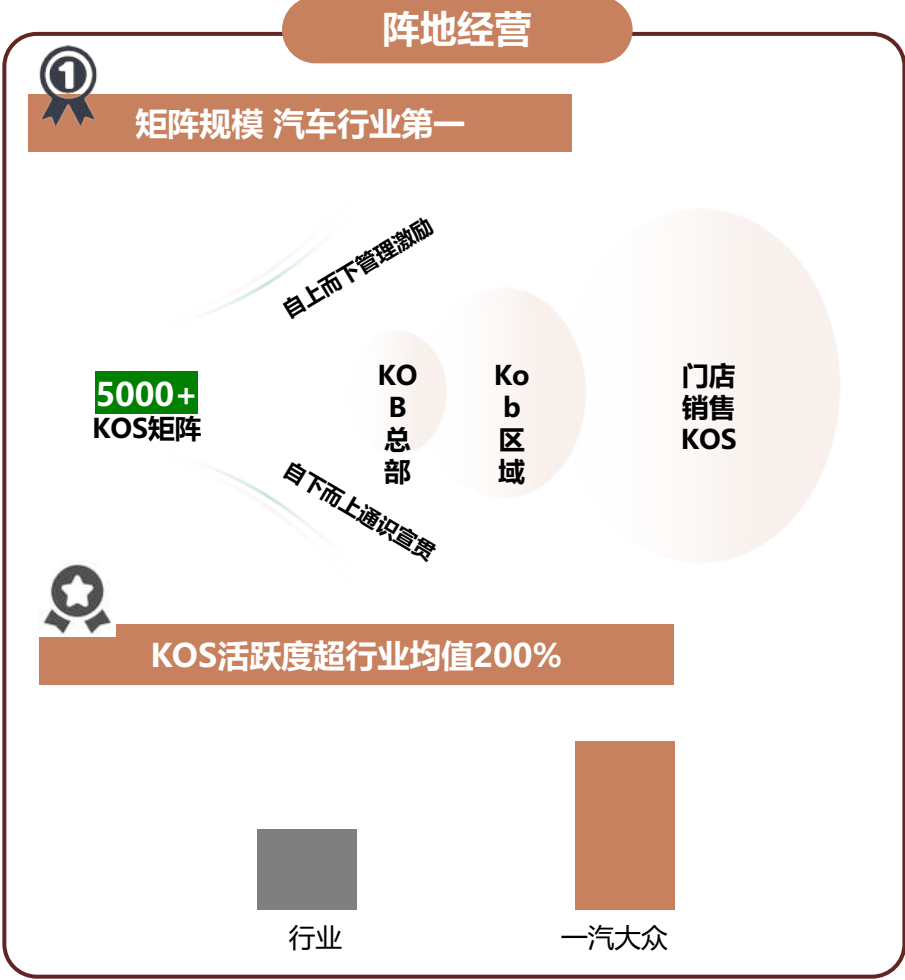 阵地经营
1
矩阵规模 汽车行业第一
自上而下管理激励
5000+
KOS矩阵
KO
B
总
部
Ko
b
区
域
门店
销售
KOS
自下而上通识宣贯
KOS活跃度超行业均值200%
行业
一汽大众